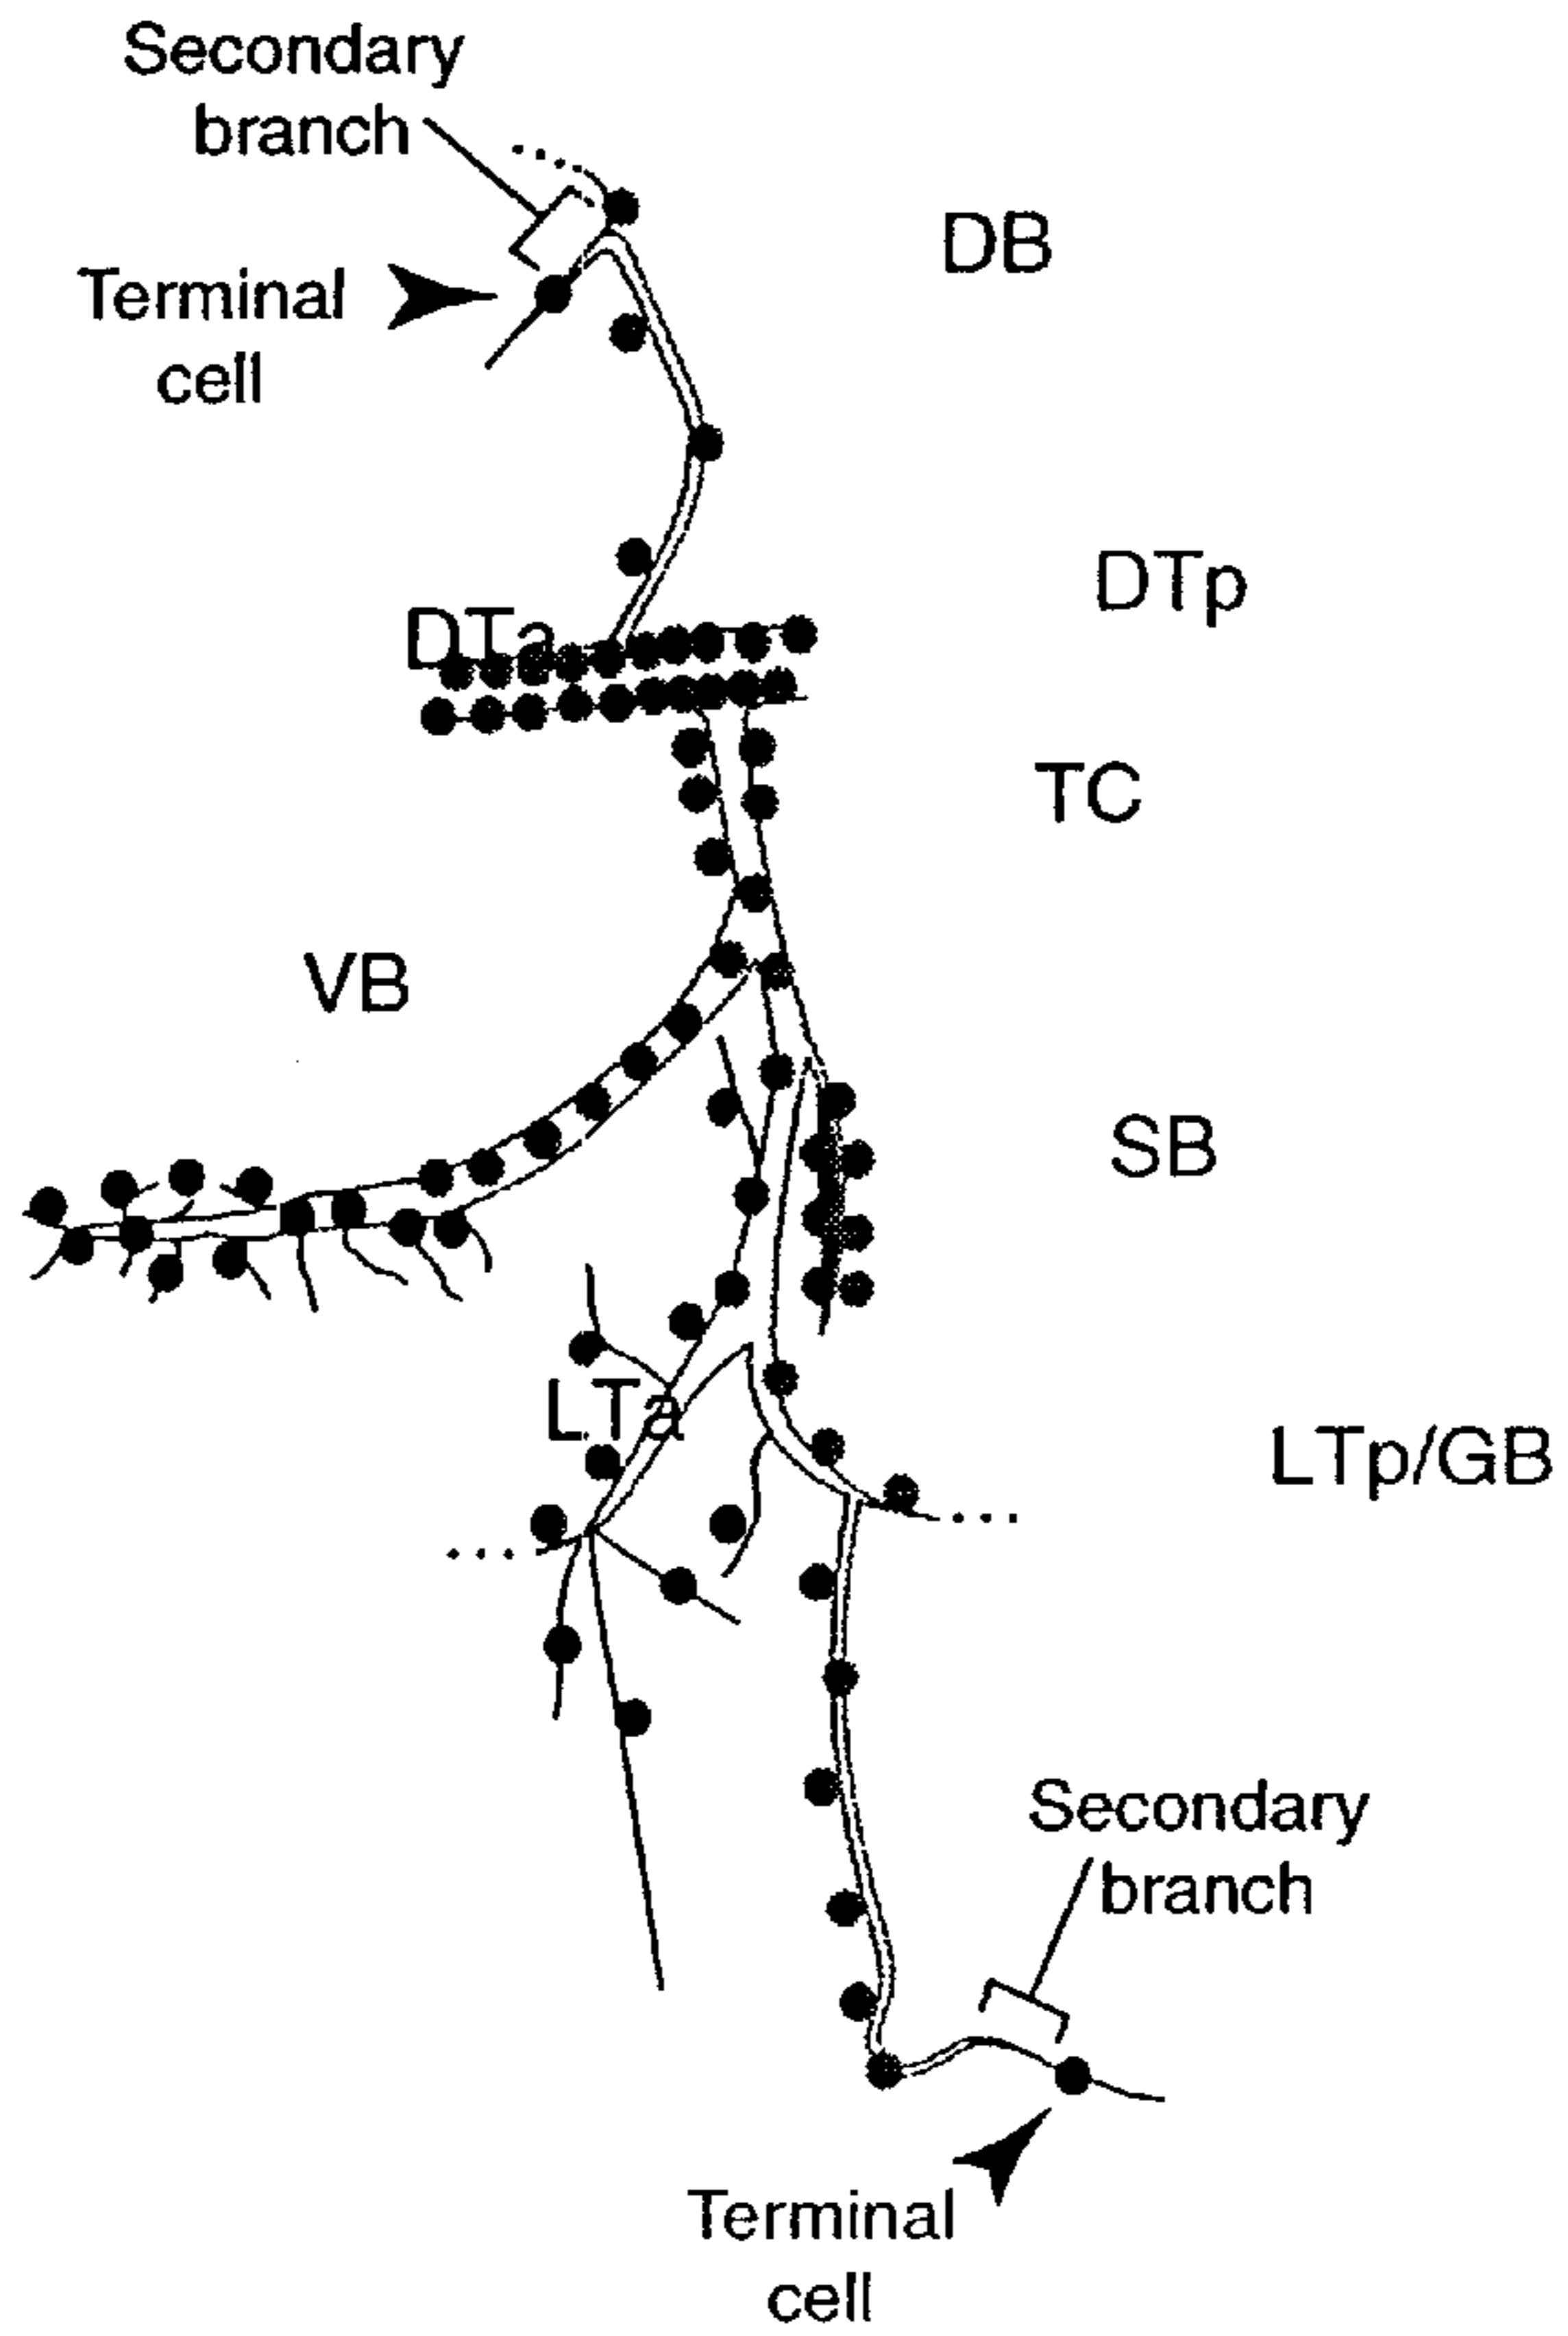 Secondary
branch
DB
Terminal
cell
DTp
DTa
TC
VB
SB
LTa
LTp/GB
Secondary
branch
Terminal
cell